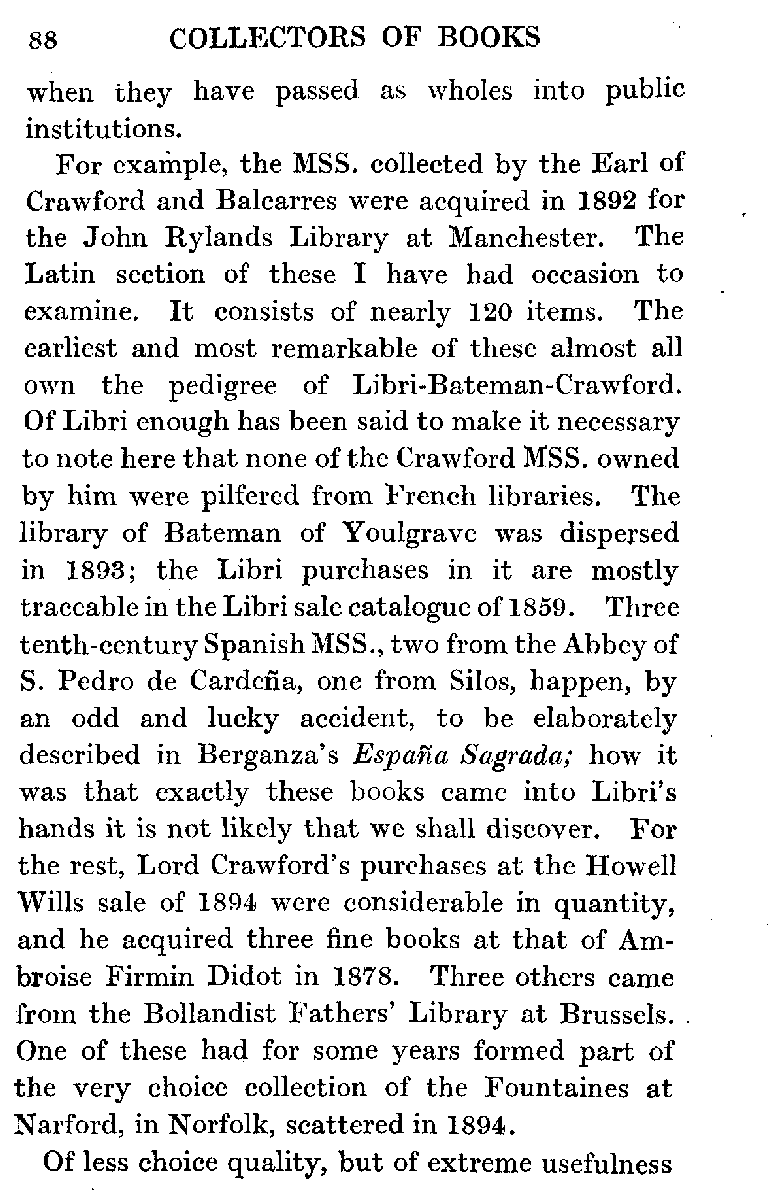 88 COLLECTORS OF BOOKS
when they have passed as wholes into public
institutions.
For example, the MSS. collected by the Earl of
Crawford and Balcarres were acquired in 1892 for
the John Rylands Library at Manchester. The
Latin section of these I have had occasion to
examine. It consists of nearly 120 items. The
earliest and most remarkable of these almost all
own the pedigree of Libri-Bateman-Crawford.
Of Libri enough has been said to make it necessary
to note here that none of the Crawford MSS. owned
by him were pilfered from French libraries. The
library of Bateman of Youlgrave was dispersed
in 1893; the Libri purchases in it are mostly
traceable in the Libri sale catalogue of 1859. Three
tenth-century Spanish MSS., two from the Abbey of
S. Pedro de Cardeña, one from Silos, happen, by
an odd and lucky accident, to be elaborately
described in Berganza's España Sagrada; how it
was that exactly these books came into Libri's
hands it is not likely that we shall discover. For
the rest, Lord Crawford's purchases at the Howell
Wills sale of 1894 were considerable in quantity,
and he acquired three fine books at that of Am-
broise Firmin Didot in 1878. Three others came
from the Bollandist Fathers' Library at Brussels.
One of these had for some years formed part of
the very choice collection of the Fountaines at
Narford, in Norfolk, scattered in 1894.
Of less choice quality, but of extreme usefulness